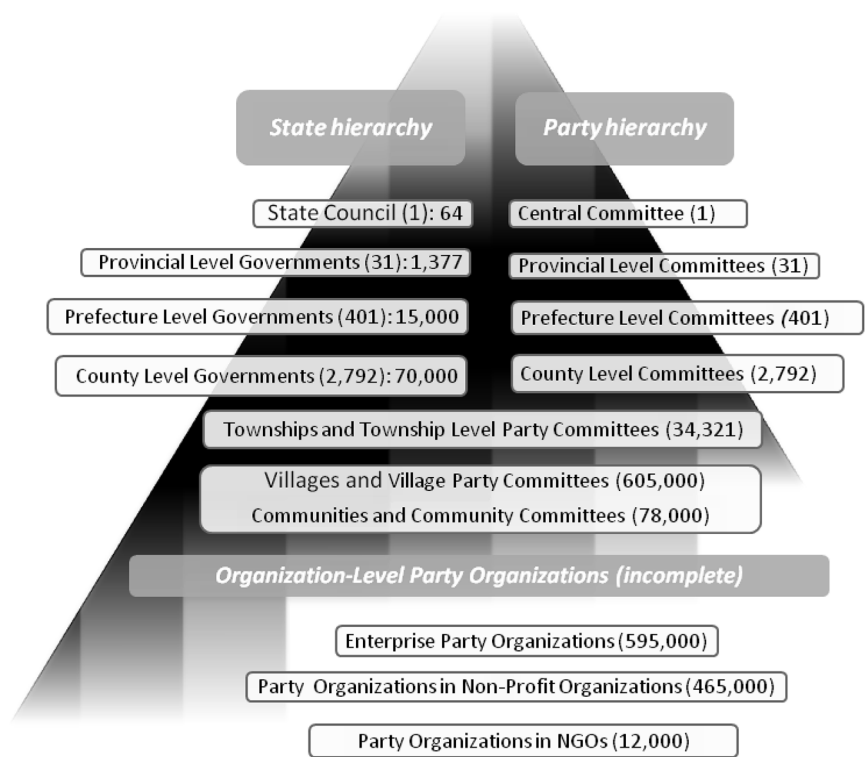 State hierarchy
Party hierarchy
State Council (1): 64
Central Committee (1)
Provincial Level Governments (31):1,377
Provincial Level Committees (31)
Prefecture Level Governments (401): 15,000
Prefecture Level Committees (401)
County Level Governments (2,792): 70,000
County Level Committees (2,792)
Townships and Township Level Party Committees (34,321)
Villages and Village Party Committees (605,000)
Communities and Community Committees (78,000)
Organization-Level Party Organizations (incomplete)
Enterprise Party Organizations (595,000)
Party Organizations in Non-Profit Organizations (465,000)
Party Organizations in NGOs (12,000)